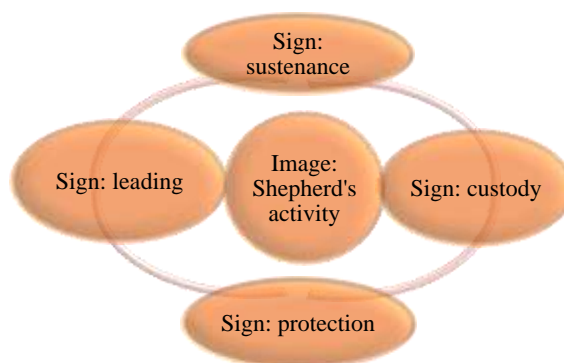 Sign:
sustenance
Sign: leading
Image:
Shepherd's
activity
Sign: custody
Sign: protection